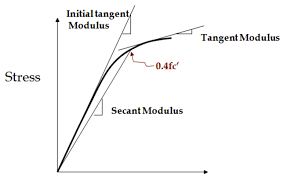 Initial tangent
Modulus
Tangent Modulus
Stress
0.4fc'
Secant Modulus